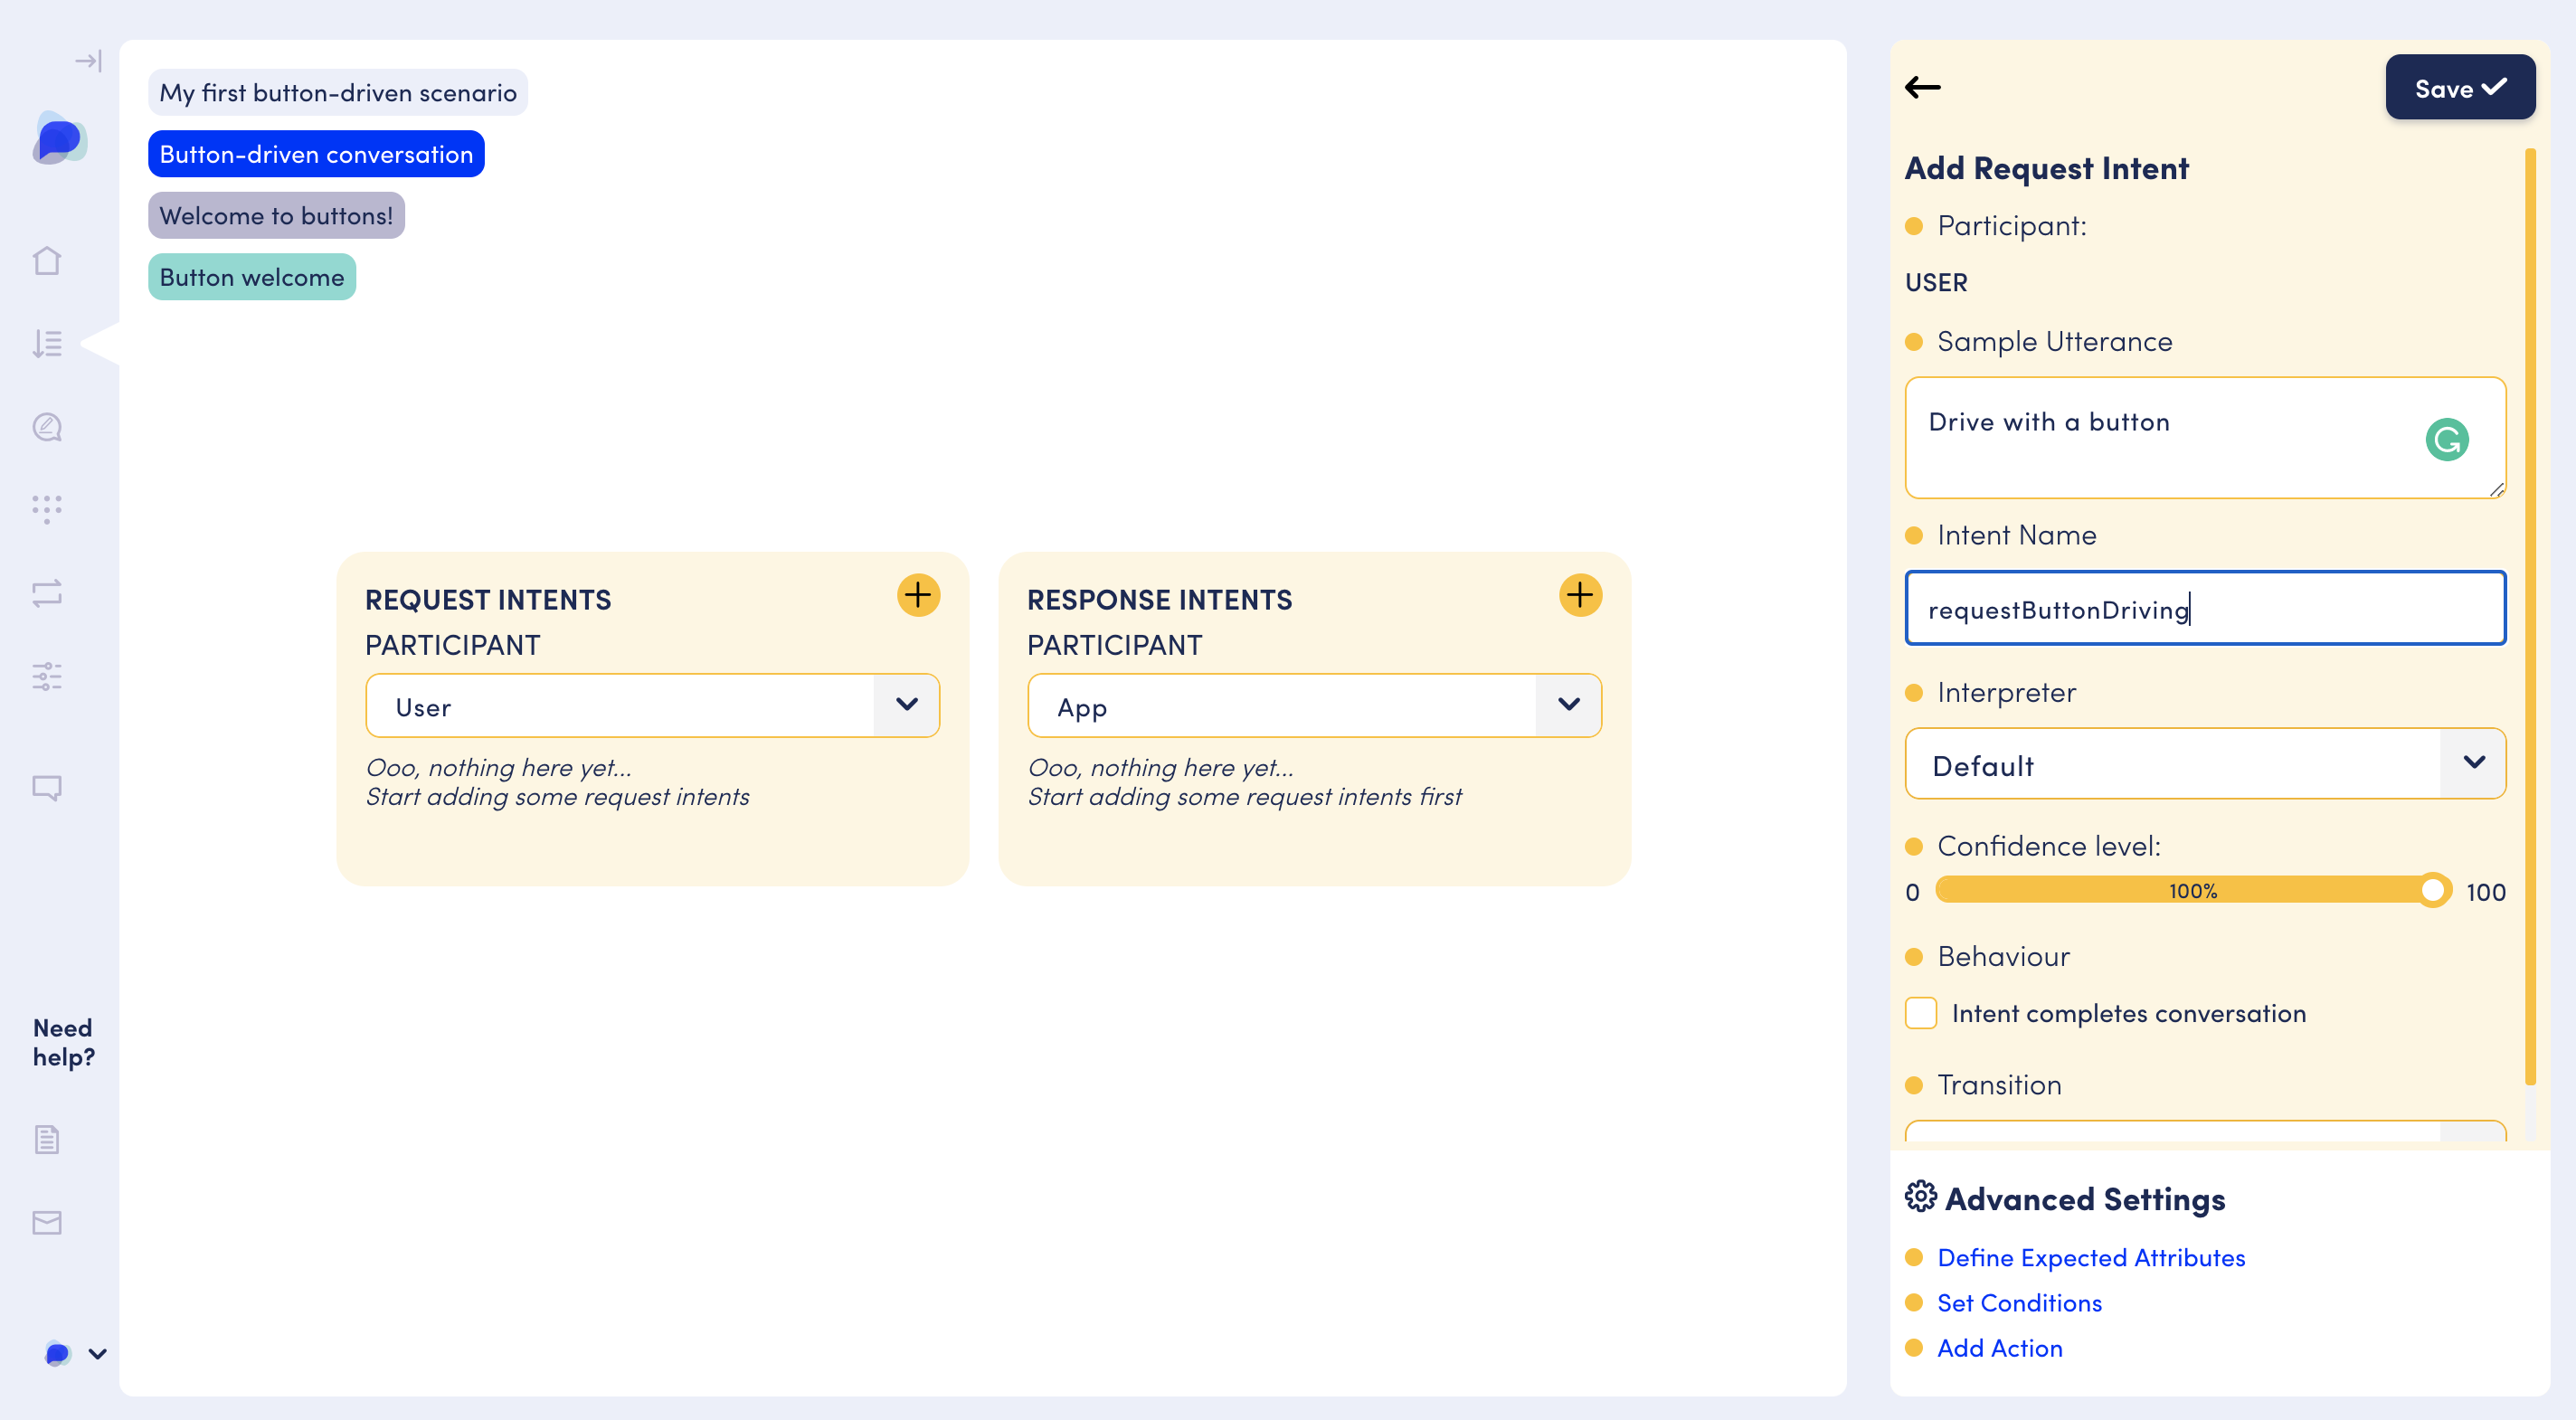 My first button-driven scenario
Button-driven conversation
Welcome to buttons!
Button welcome
REQUEST INTENTS
PARTICIPANT
User
Ooo, nothing here yet...
Start adding some request intents
RESPONSE INTENTS
PARTICIPANT
App
Ooo, nothing here yet...
Start adding some request intents first
Need
help?
Save
Add Request Intent
Participant:
USER
Sample Utterance
Drive with a button
Intent Name
requestButtonDriving
Interpreter
Default
Confidence level:
0 100% 100
Behaviour
Intent completes conversation
Transition
Advanced Settings
Define Expected Attributes
Set Conditions
Add Action